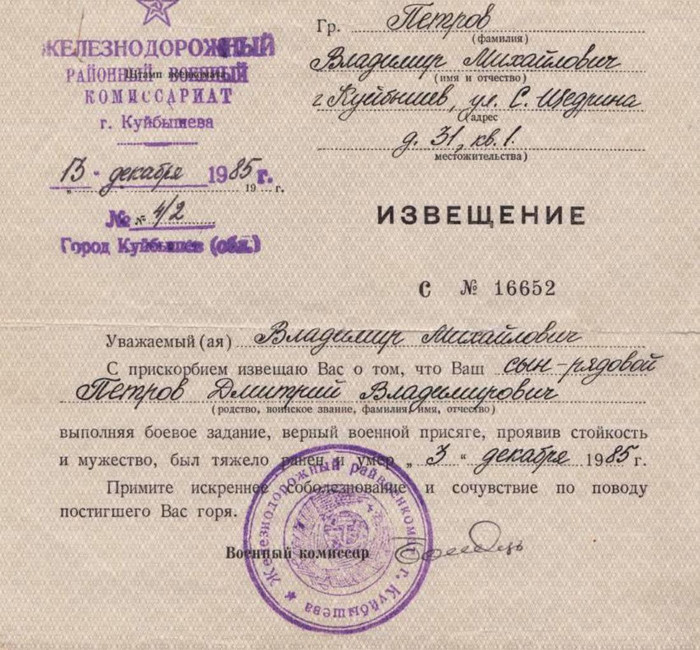 ЖЕЛЕЗНОДОРОЖНЫЙ
РАЙОННЫЙ ВОЕННЫЙ
Штамп военкомата
КОМИССАРИАТ
г. Куйбышева
13 декабря 1985 г.
19 г.
№ № 4/2
Город Куйбышев (обл.)
Гр. Петров
(фамилия)
Владимир Михайлович
(имя и отчество)
г. Куйбышев, ул. С. Щедрина
(адрес
д. 31, кв. 1.
местожительства)
ИЗВЕЩЕНИЕ
С № 16652
Уважаемый (ая) Владимир Михайлович
С прискорбием извещаю Вас о том, что Ваш сын-рядовой
Петров Дмитрий Владимирович
(родство, воинское звание, фамилия, имя, отчество)
выполняя боевое задание, верный военной присяге, проявив стойкость
и мужество, был тяжело ранен и умер „ 3 “ декабря 1985 г.
Примите искреннее соболезнование и сочувствие по поводу
постигшего Вас горя.
Военный комиссар
Железнодорожный райвоенкомат г. Куйбышева